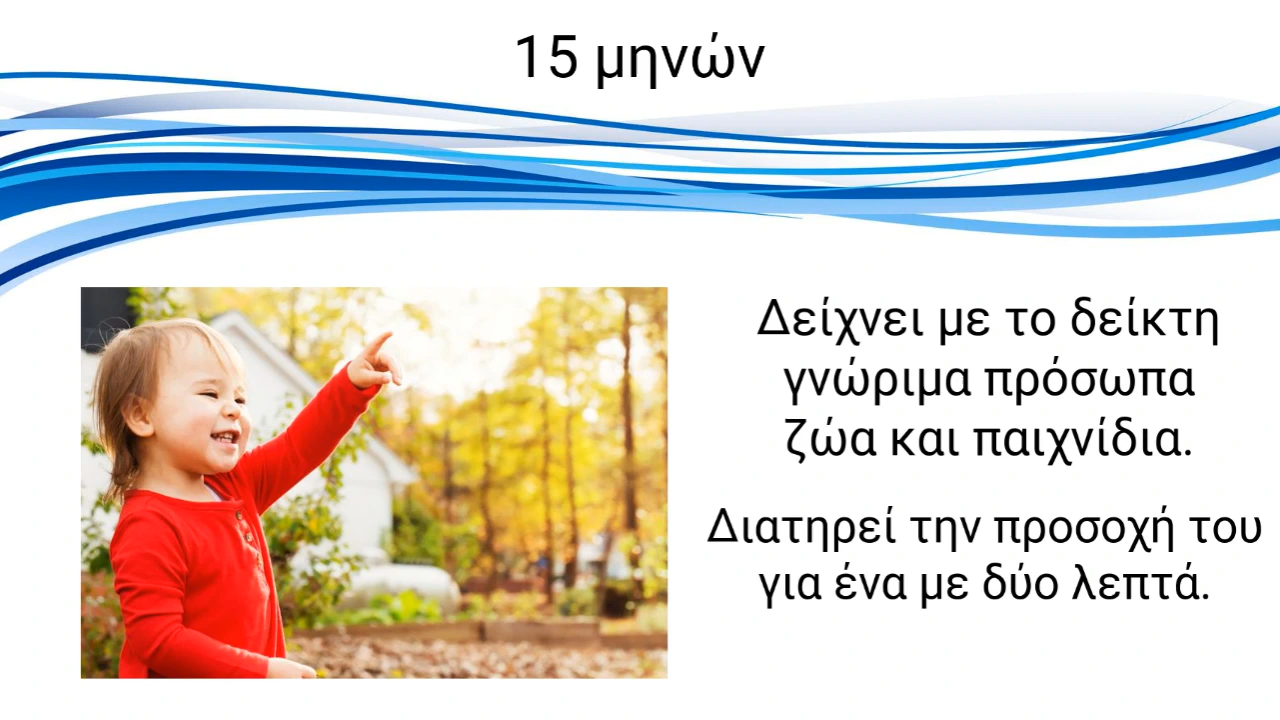 15 μηνών
Δείχνει με το δείκτη
γνώριμα πρόσωπα
ζώα και παιχνίδια.
Διατηρεί την προσοχή του
για ένα με δύο λεπτά.